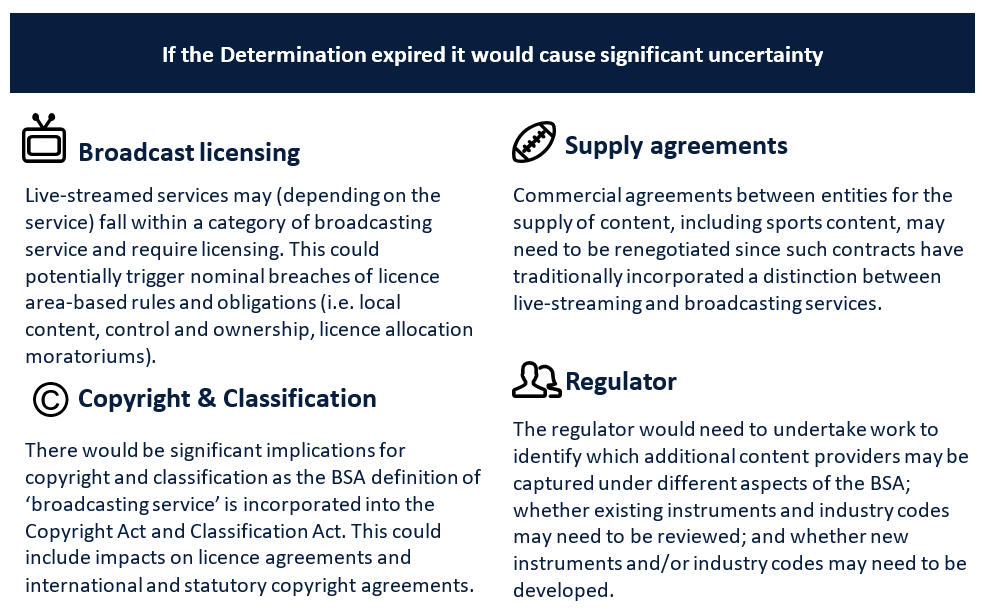 If the Determination expired it would cause significant uncertainty
Broadcast licensing
Live-streamed services may (depending on the
service) fall within a category of broadcasting
service and require licensing. This could
potentially trigger nominal breaches of licence
area-based rules and obligations (i.e. local
content, control and ownership, licence allocation
moratoriums).
© Copyright & Classification
There would be significant implications for
copyright and classification as the BSA definition of
‘broadcasting service’ is incorporated into the
Copyright Act and Classification Act. This could
include impacts on licence agreements and
international and statutory copyright agreements.
Supply agreements
Commercial agreements between entities for the
supply of content, including sports content, may
need to be renegotiated since such contracts have
traditionally incorporated a distinction between
live-streaming and broadcasting services.
Regulator
The regulator would need to undertake work to
identify which additional content providers may be
captured under different aspects of the BSA;
whether existing instruments and industry codes
may need to be reviewed; and whether new
instruments and/or industry codes may need to be
developed.